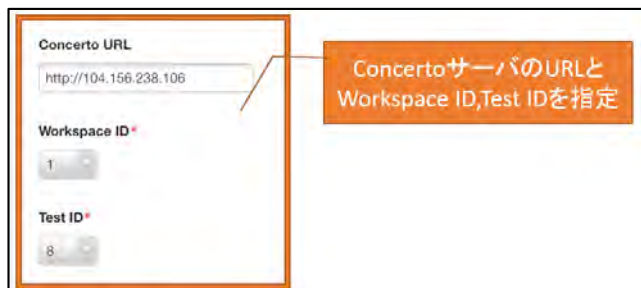 Concerto URL
http://104.156.238.106
Workspace ID*
1
Test ID*
8
ConcertoサーバのURLと
Workspace ID,Test IDを指定